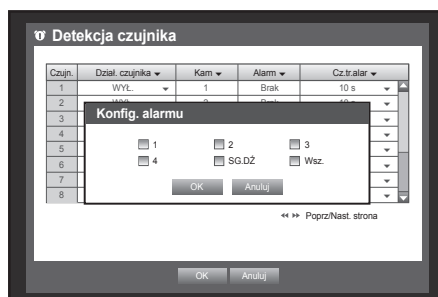 Detekcja czujnika
Czujn. Dział. czujnika Kam Alarm Cz.tr.alar
1 WYŁ. 1 Brak 10 s
2
3
4
5
6
7
8
Konfig. alarmu
1 2 3
4 SG.DŹ Wsz.
OK Anuluj
Poprz/Nast. strona
OK Anuluj